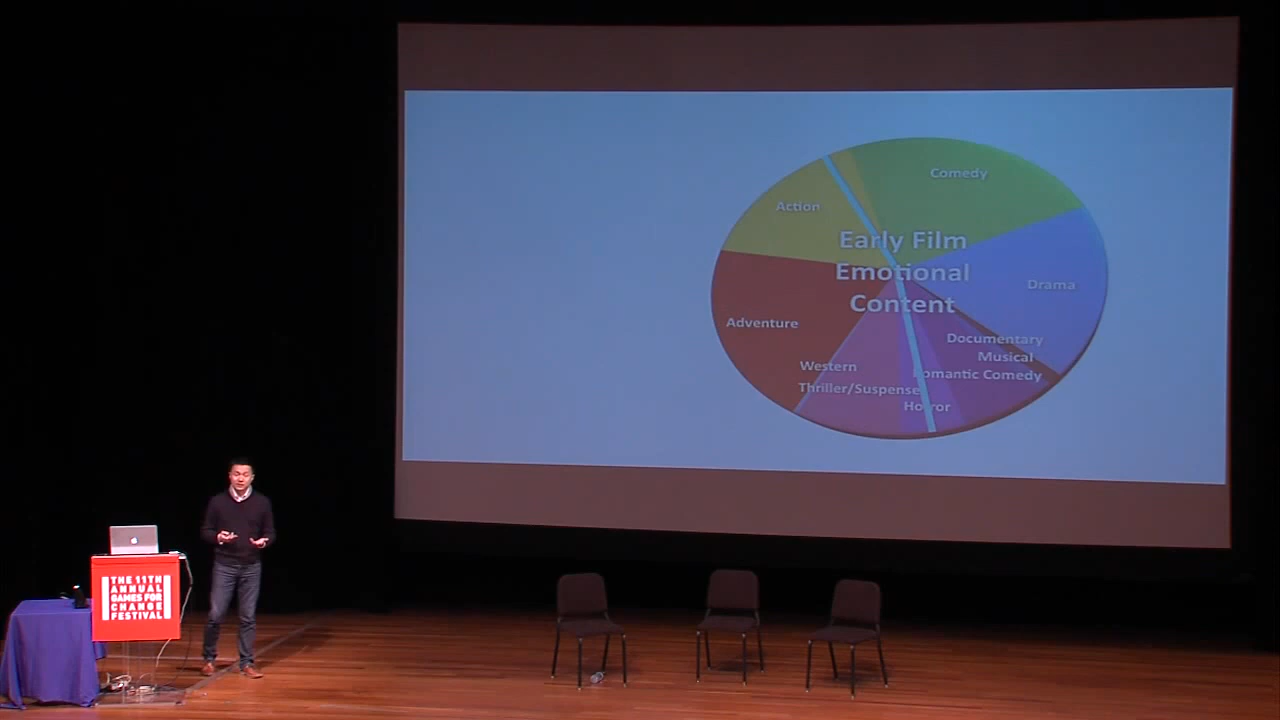 Comedy
Action
Early Film
Emotional
Content
Drama
Adventure
Documentary
Musical
Western
Romantic Comedy
Thriller/Suspense
Horror
THE 11TH
ANNUAL
GAMES FOR
CHANGE
FESTIVAL